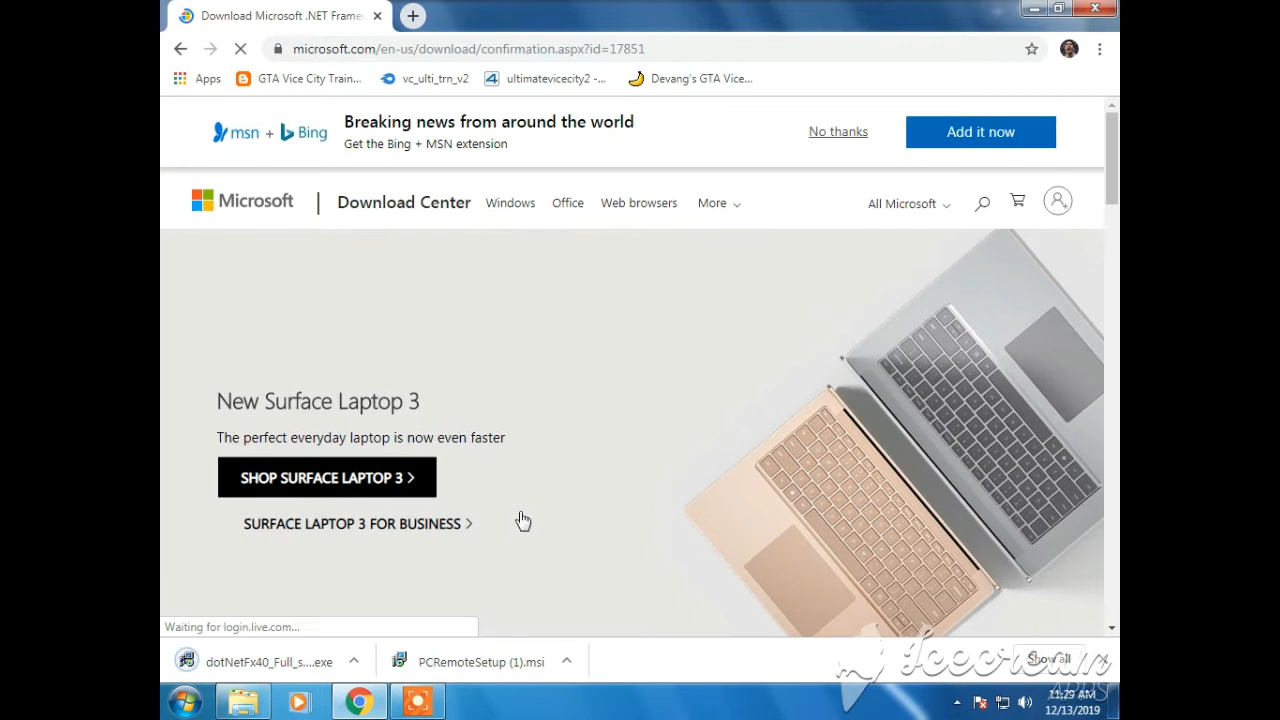 Download Microsoft .NET Frame
microsoft.com/en-us/download/confirmation.aspx?id=17851
Apps GTA Vice City Train... vc_ulti_trn_v2 ultimatevicecity2 -... Devang's GTA Vice...
msn + Bing
Breaking news from around the world
Get the Bing + MSN extension
No thanks
Add it now
Microsoft Download Center Windows Office Web browsers More All Microsoft
New Surface Laptop 3
The perfect everyday laptop is now even faster
SHOP SURFACE LAPTOP 3 >
SURFACE LAPTOP 3 FOR BUSINESS >
Waiting for login.live.com...
dotNetFx40_Full_s....exe PCRemoteSetup (1).msi Show all
Icecream
APPS
11:29 AM
12/13/2019